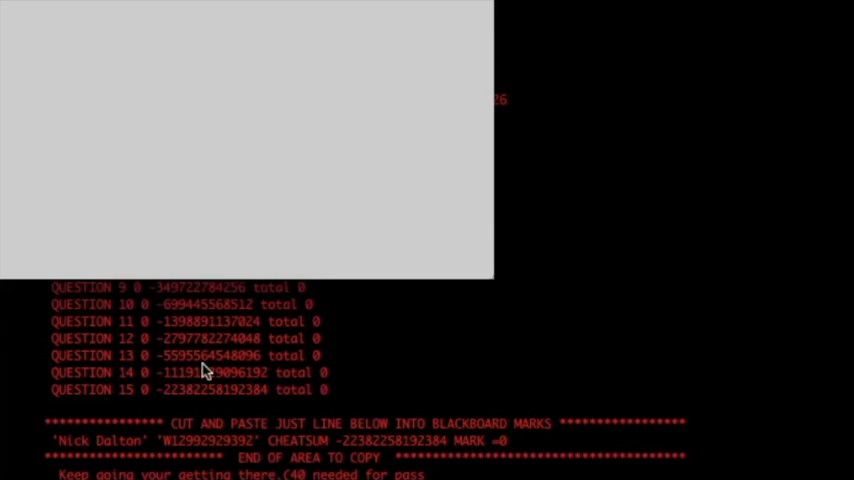 26
QUESTION 9 0 -349722784256 total 0
QUESTION 10 0 -699445568512 total 0
QUESTION 11 0 -1398891137024 total 0
QUESTION 12 0 -2797782274048 total 0
QUESTION 13 0 -5595564548096 total 0
QUESTION 14 0 total 0
QUESTION 15 0 -22382258192384 total 0
**************** CUT AND PASTE JUST LINE BELOW INTO BLACKBOARD MARKS *****************
'Nick Dalton' 'W1299292939Z' CHEATSUM -22382258192384 MARK =0
************************ END OF AREA TO COPY ***************************************
Keep going your getting there.(40 needed for pass